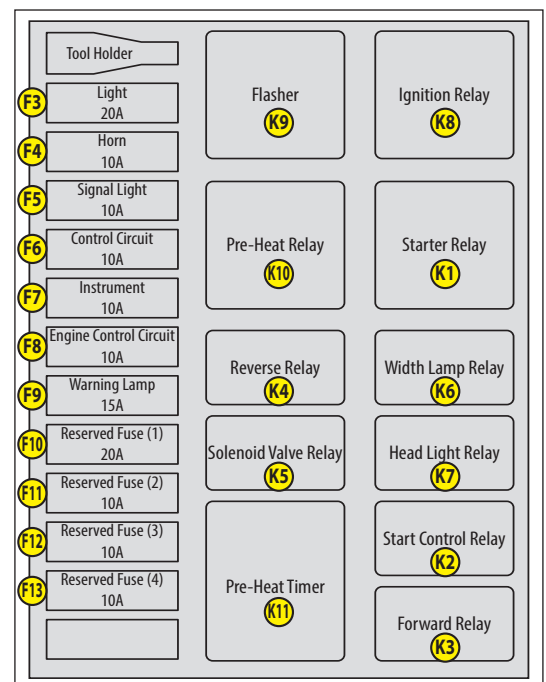 Tool Holder
F3
Light
20A
F4
Horn
10A
F5
Signal Light
10A
F6
Control Circuit
10A
F7
Instrument
10A
F8
Engine Control Circuit
10A
F9
Warning Lamp
15A
F10
Reserved Fuse (1)
20A
F11
Reserved Fuse (2)
10A
F12
Reserved Fuse (3)
10A
F13
Reserved Fuse (4)
10A
Flasher
K9
Pre-Heat Relay
K10
Reverse Relay
K4
Solenoid Valve Relay
K5
Pre-Heat Timer
K11
Ignition Relay
K8
Starter Relay
K1
Width Lamp Relay
K6
Head Light Relay
K7
Start Control Relay
K2
Forward Relay
K3